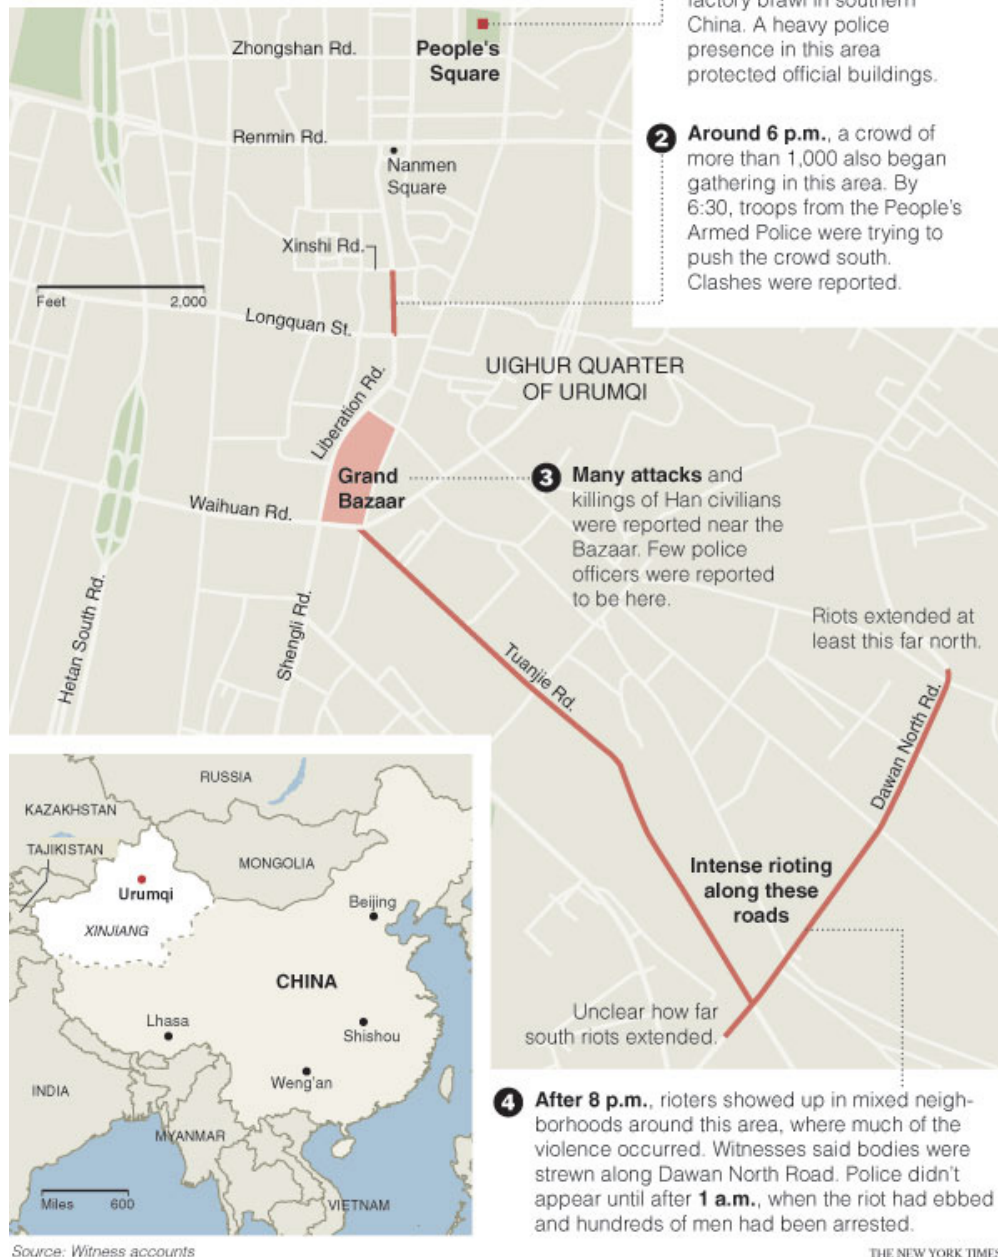 factory brawl in southern
China. A heavy police
presence in this area
protected official buildings.
Zhongshan Rd.
People's
Square
2
Around 6 p.m., a crowd of
more than 1,000 also began
gathering in this area. By
6:30, troops from the People's
Armed Police were trying to
push the crowd south.
Clashes were reported.
Renmin Rd.
Nanmen
Square
Xinshi Rd.
Feet 2,000
Longquan St.
UIGHUR QUARTER
OF URUMQI
Liberation Rd.
Grand
Bazaar
3
Many attacks and
killings of Han civilians
were reported near the
Bazaar. Few police
officers were reported
to be here.
Waihuan Rd.
Hetan South Rd.
Shengli Rd.
Tuanjie Rd.
Riots extended at
least this far north.
Dawan North Rd.
Intense rioting
along these
roads
Unclear how far
south riots extended.
RUSSIA
KAZAKHSTAN
TAJIKISTAN
MONGOLIA
Urumqi
XINJIANG
Beijing
CHINA
Lhasa
Shishou
Weng'an
INDIA
MYANMAR
VIETNAM
Miles 600
4
After 8 p.m., rioters showed up in mixed neigh-
borhoods around this area, where much of the
violence occurred. Witnesses said bodies were
strewn along Dawan North Road. Police didn't
appear until after 1 a.m., when the riot had ebbed
and hundreds of men had been arrested.
Source: Witness accounts
THE NEW YORK TIMES